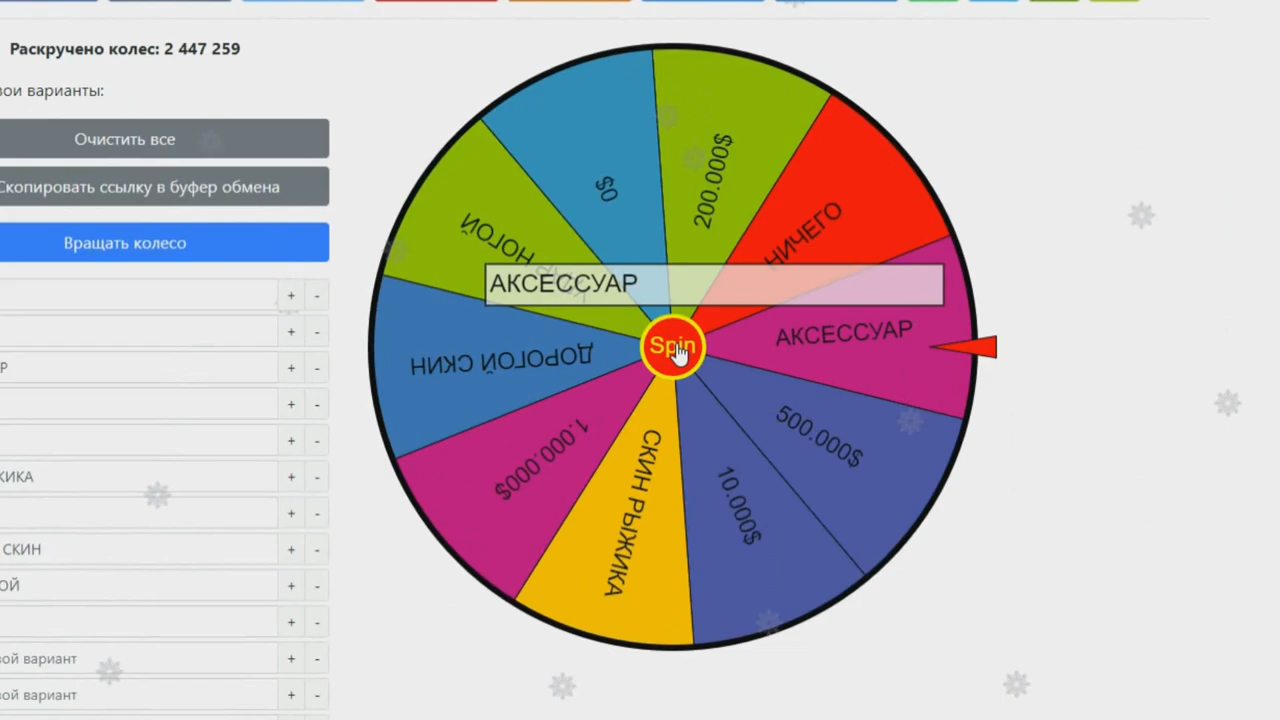 Раскручено колес: 2 447 259
вои варианты:
Очистить все
Скопировать ссылку в буфер обмена
Вращать колесо
+ -
+ -
Р + -
+ -
+ -
ЖИКА + -
+ -
СКИН + -
ОЙ + -
+ -
вой вариант + -
вой вариант + -
200.000$
НИЧЕГО
АКСЕССУАР
500.000$
10.000$
СКИН РЫЖИКА
1.000.000$
ДОРОГОЙ СКИН
УДАР НОГОЙ
$0
АКСЕССУАР
Spin